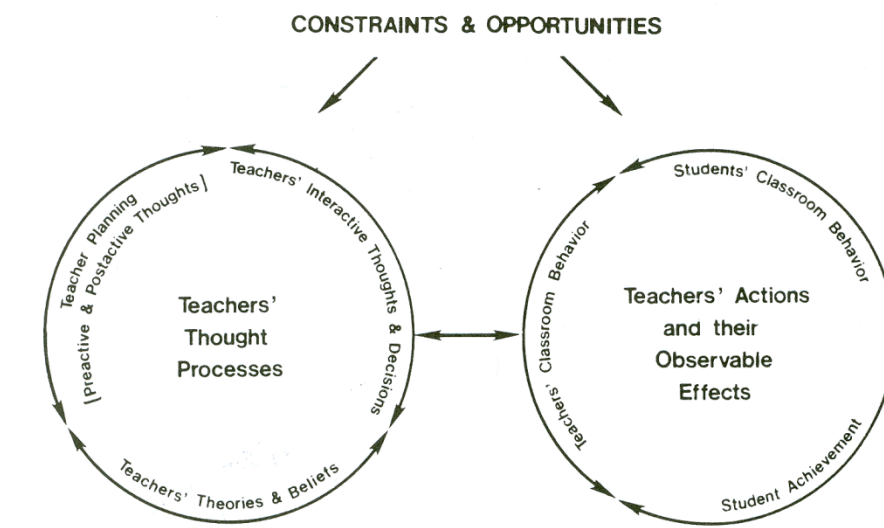 CONSTRAINTS & OPPORTUNITIES
Teacher Planning
[Preactive & Postactive Thoughts]
Teachers' Interactive Thoughts & Decisions
Teachers' Theories & Beliefs
Teachers'
Thought
Processes
Students' Classroom Behavior
Teachers' Classroom Behavior
Student Achievement
Teachers' Actions
and their
Observable
Effects